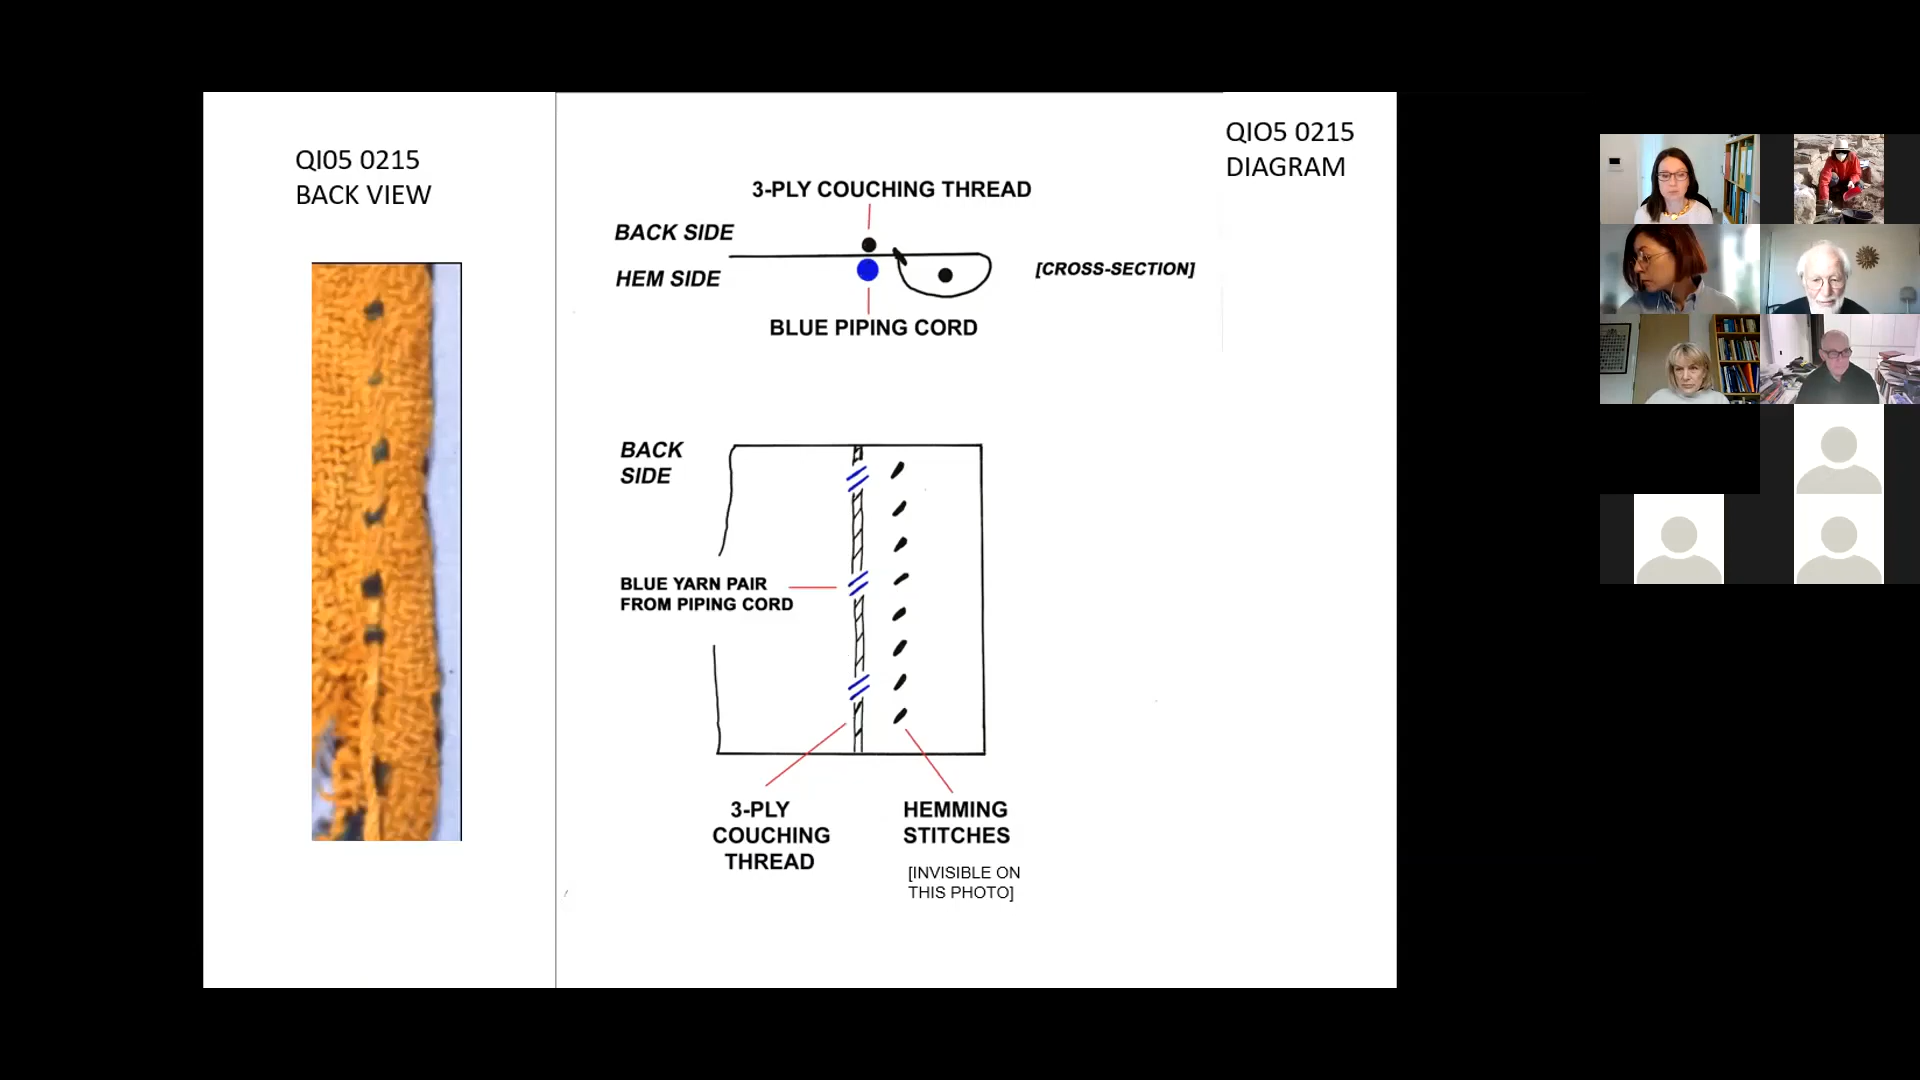 QI05 0215
BACK VIEW
QIO5 0215
DIAGRAM
3-PLY COUCHING THREAD
BACK SIDE
HEM SIDE
[CROSS-SECTION]
BLUE PIPING CORD
BACK
SIDE
BLUE YARN PAIR
FROM PIPING CORD
3-PLY
COUCHING
THREAD
HEMMING
STITCHES
[INVISIBLE ON
THIS PHOTO]